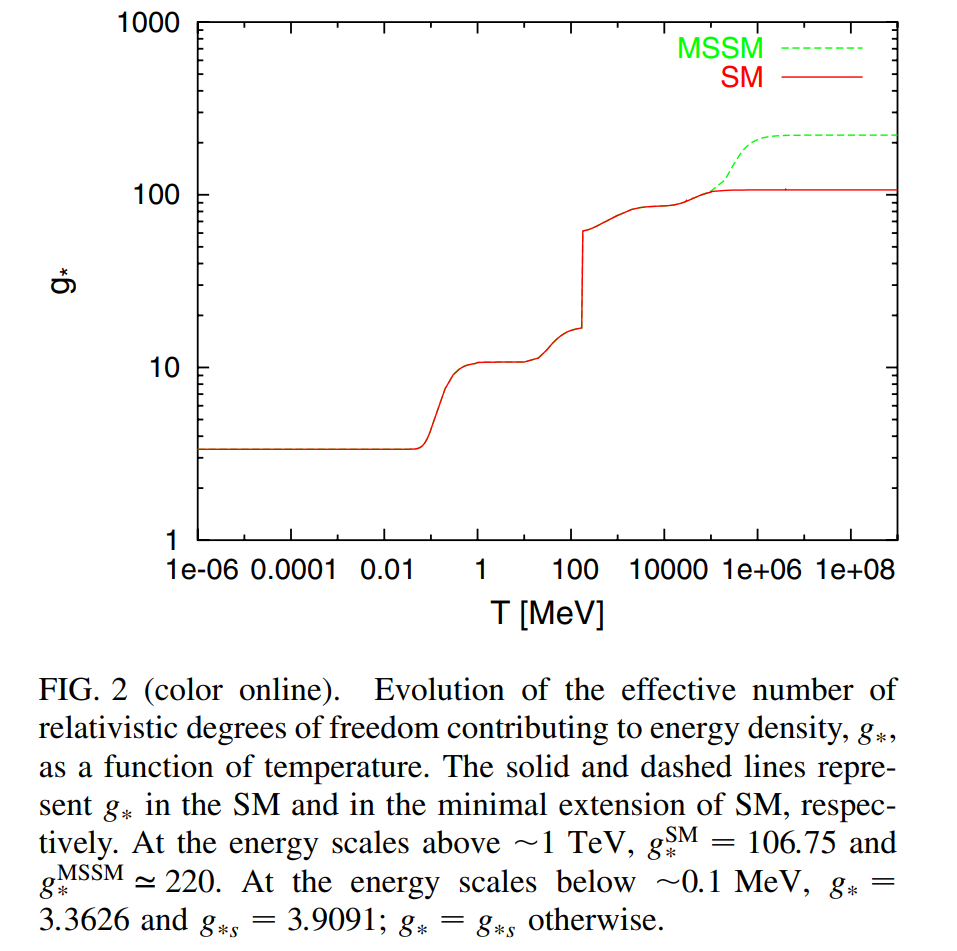 1000
MSSM
SM
100
g*
10
1
1e-06 0.0001 0.01 1 100 10000 1e+06 1e+08
T [MeV]
FIG. 2 (color online). Evolution of the effective number of
relativistic degrees of freedom contributing to energy density, g*,
as a function of temperature. The solid and dashed lines repre-
sent g* in the SM and in the minimal extension of SM, respec-
tively. At the energy scales above ∼1 TeV, g*^SM = 106.75 and
g*^MSSM ≃ 220. At the energy scales below ∼0.1 MeV, g* =
3.3626 and g*s = 3.9091; g* = g*s otherwise.